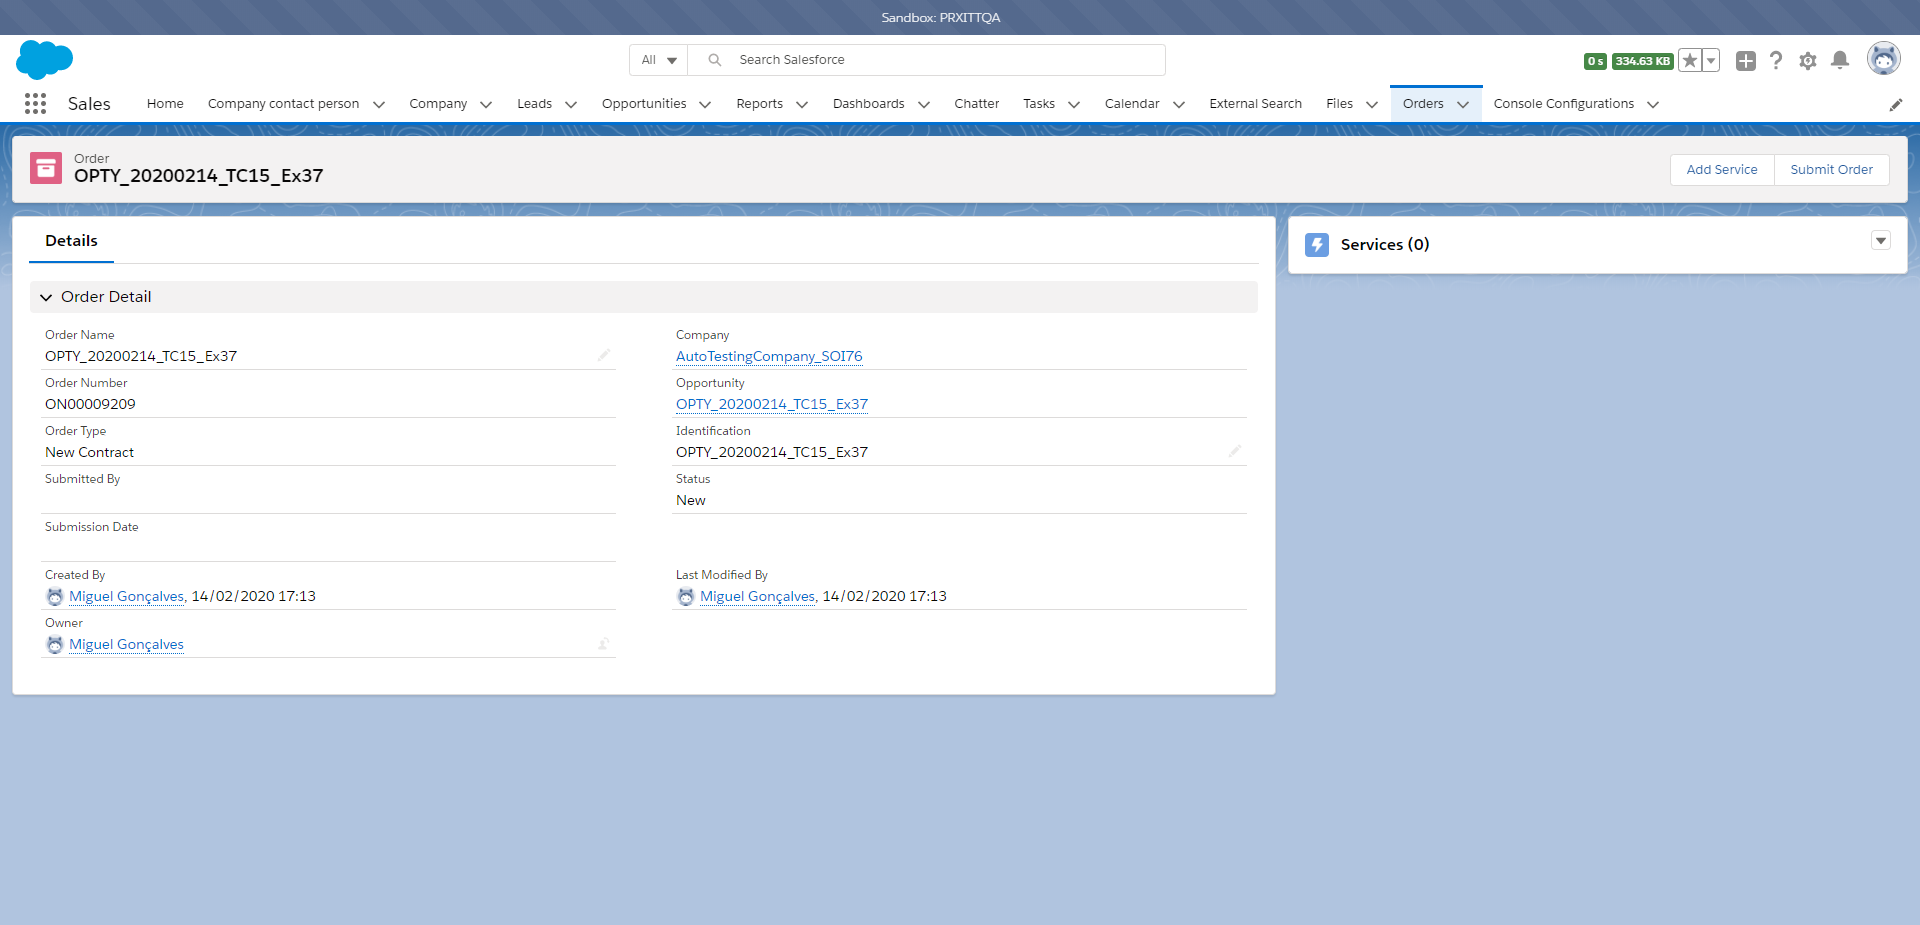 Sandbox: PRXITTQA
All
Search Salesforce
0 s 334.63 KB
Sales Home Company contact person Company Leads Opportunities Reports Dashboards Chatter Tasks Calendar External Search Files Orders Console Configurations
Order
OPTY_20200214_TC15_Ex37
Add Service Submit Order
Details
Services (0)
Order Detail
Order Name
OPTY_20200214_TC15_Ex37
Company
AutoTestingCompany_SOI76
Order Number
ON00009209
Opportunity
OPTY_20200214_TC15_Ex37
Order Type
New Contract
Identification
OPTY_20200214_TC15_Ex37
Submitted By
Status
New
Submission Date
Created By
Miguel Gonçalves, 14/02/2020 17:13
Last Modified By
Miguel Gonçalves, 14/02/2020 17:13
Owner
Miguel Gonçalves